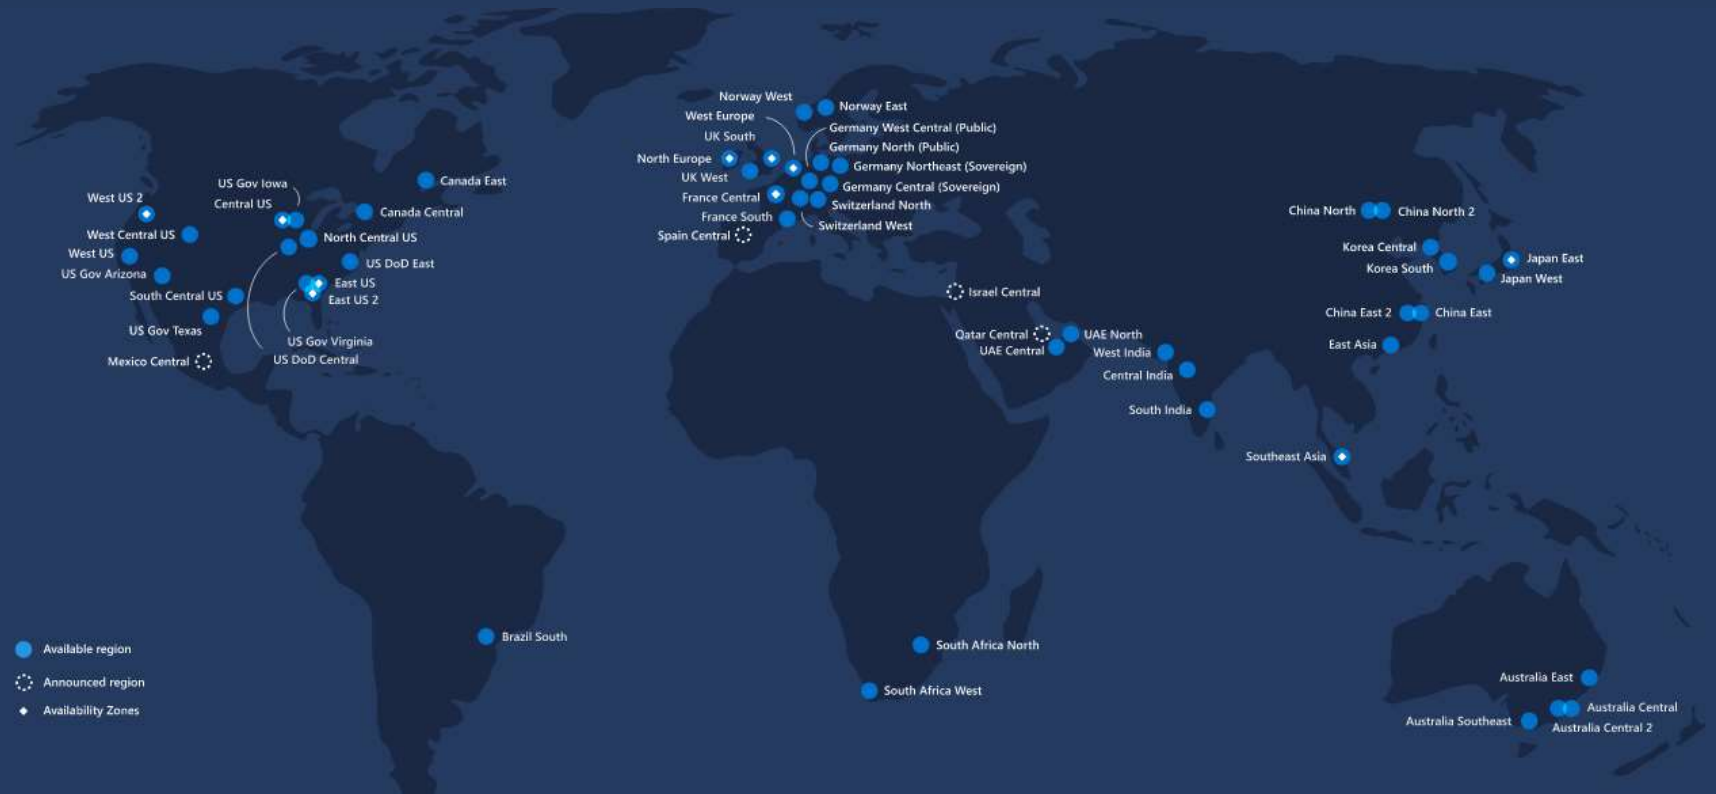 Norway West
Norway East
West Europe
Germany West Central (Public)
UK South
Germany North (Public)
North Europe
Germany Northeast (Sovereign)
UK West
Germany Central (Sovereign)
France Central
Switzerland North
France South
Switzerland West
Spain Central
Canada East
US Gov Iowa
West US 2
Central US
Canada Central
West Central US
North Central US
West US
US DoD East
US Gov Arizona
East US
South Central US
East US 2
US Gov Texas
US Gov Virginia
Mexico Central
US DoD Central
China North
China North 2
Korea Central
Japan East
Korea South
Japan West
Israel Central
China East 2
China East
Qatar Central
UAE North
East Asia
UAE Central
West India
Central India
South India
Southeast Asia
Brazil South
South Africa North
South Africa West
Australia East
Australia Central
Australia Southeast
Australia Central 2
Available region
Announced region
Availability Zones